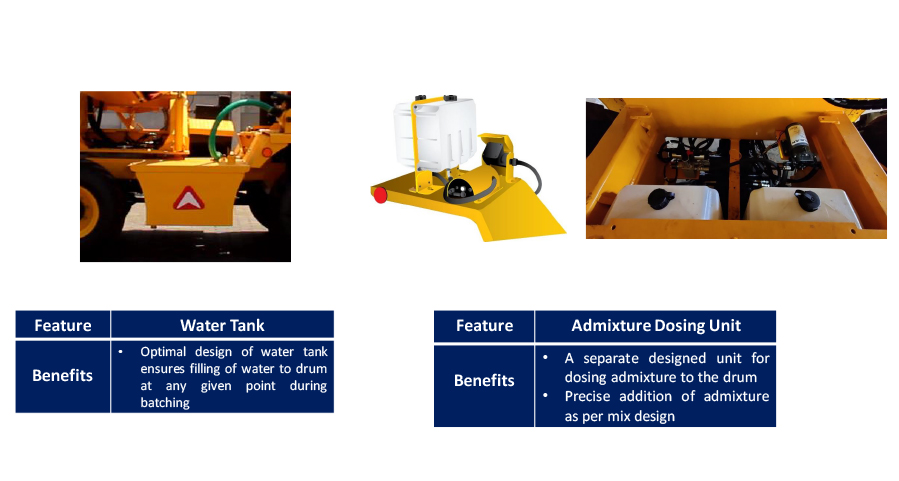 Feature
Water Tank
Benefits
• Optimal design of water tank
ensures filling of water to drum
at any given point during
batching
Feature
Admixture Dosing Unit
Benefits
• A separate designed unit for
dosing admixture to the drum
• Precise addition of admixture
as per mix design